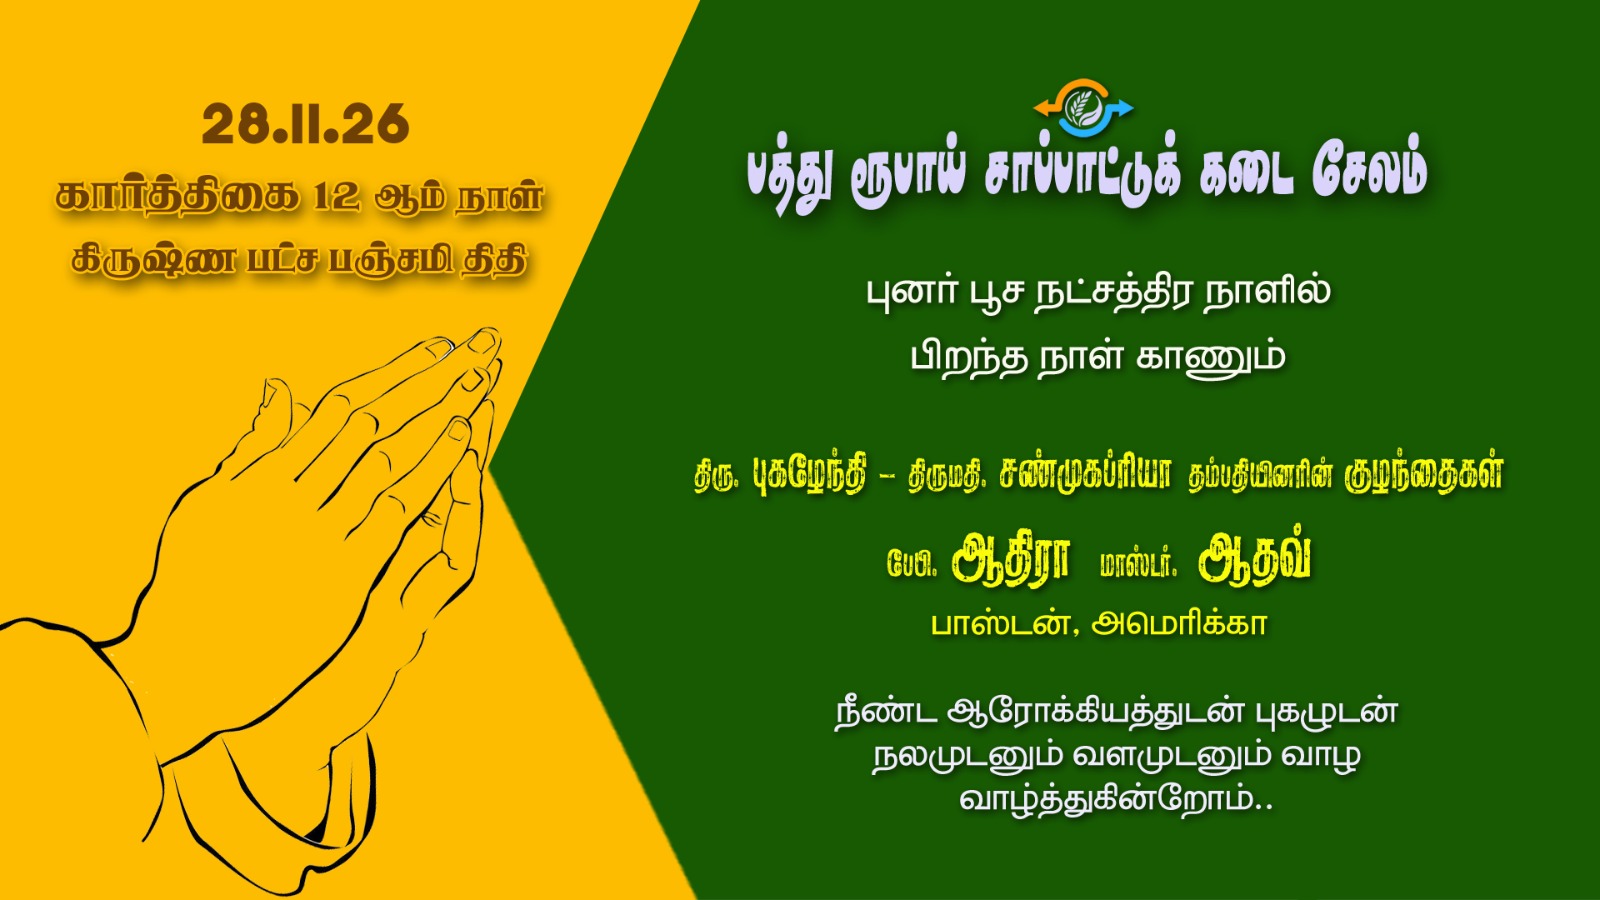 28.11.26
கார்த்திகை 12 ஆம் நாள்
கிருஷ்ண பட்ச பஞ்சமி திதி
பத்து ரூபாய் சாப்பாட்டுக் கடை சேலம்
புனர் பூச நட்சத்திர நாளில்
பிறந்த நாள் காணும்
திரு. புகழேந்தி – திருமதி. சண்முகப்ரியா தம்பதியினரின் குழந்தைகள்
பேபி. ஆதிரா மாஸ்டர். ஆதவ்
பாஸ்டன், அமெரிக்கா
நீண்ட ஆரோக்கியத்துடன் புகழுடன்
நலமுடனும் வளமுடனும் வாழ
வாழ்த்துகின்றோம்..